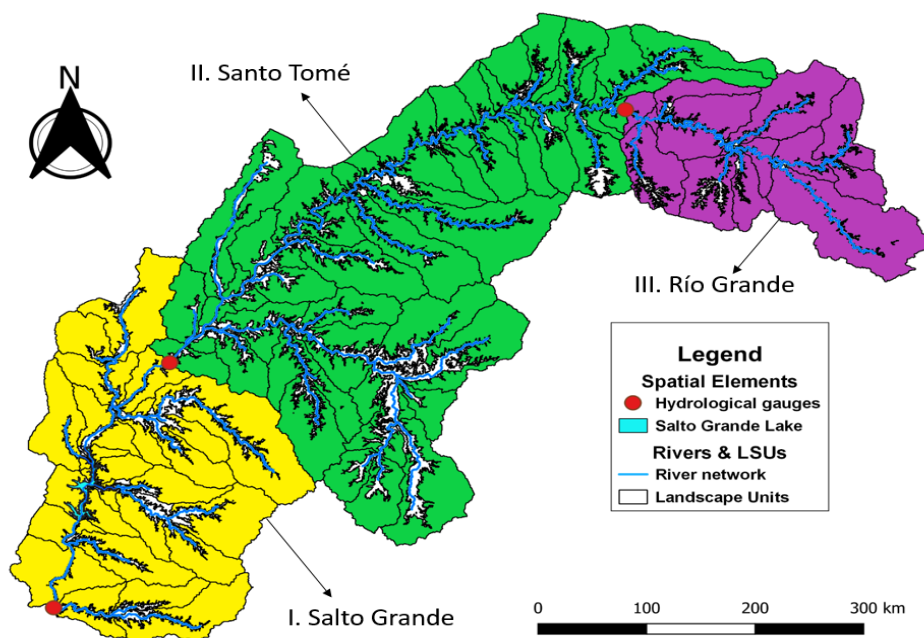 N
II. Santo Tomé
III. Río Grande
I. Salto Grande
Legend
Spatial Elements
Hydrological gauges
Salto Grande Lake
Rivers & LSUs
River network
Landscape Units
0 100 200 300 km